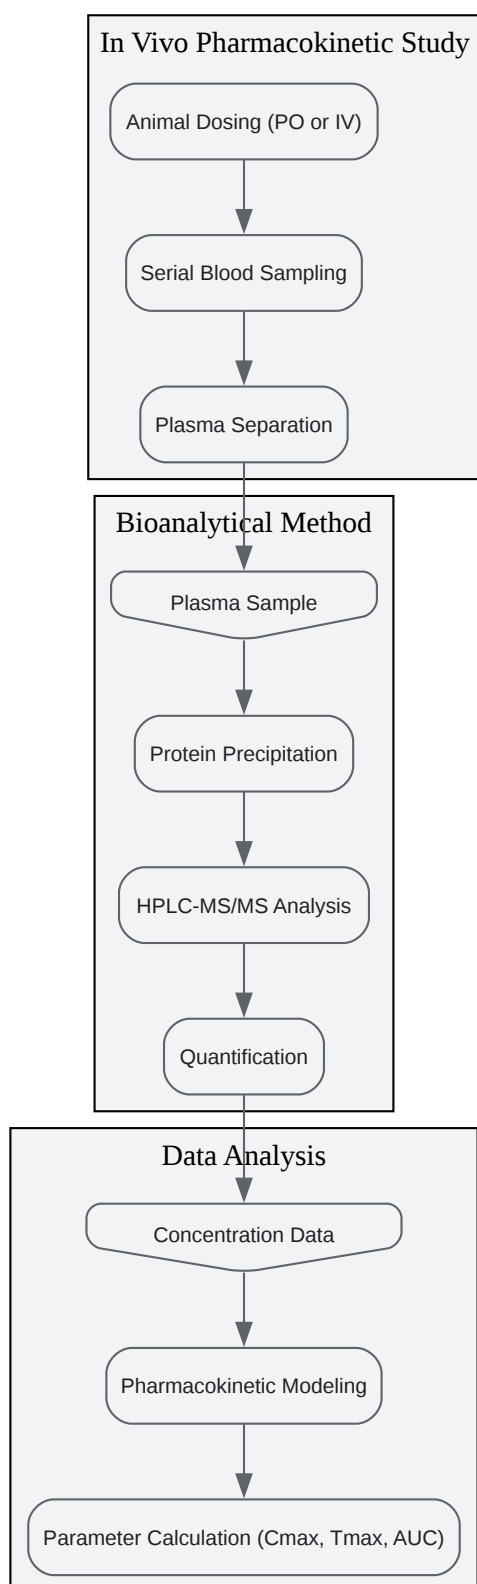 In Vivo Pharmacokinetic Study
Animal Dosing (PO or IV)
Serial Blood Sampling
Plasma Separation
Bioanalytical Method
Plasma Sample
Protein Precipitation
HPLC-MS/MS Analysis
Quantification
Data Analysis
Concentration Data
Pharmacokinetic Modeling
Parameter Calculation (Cmax, Tmax, AUC)